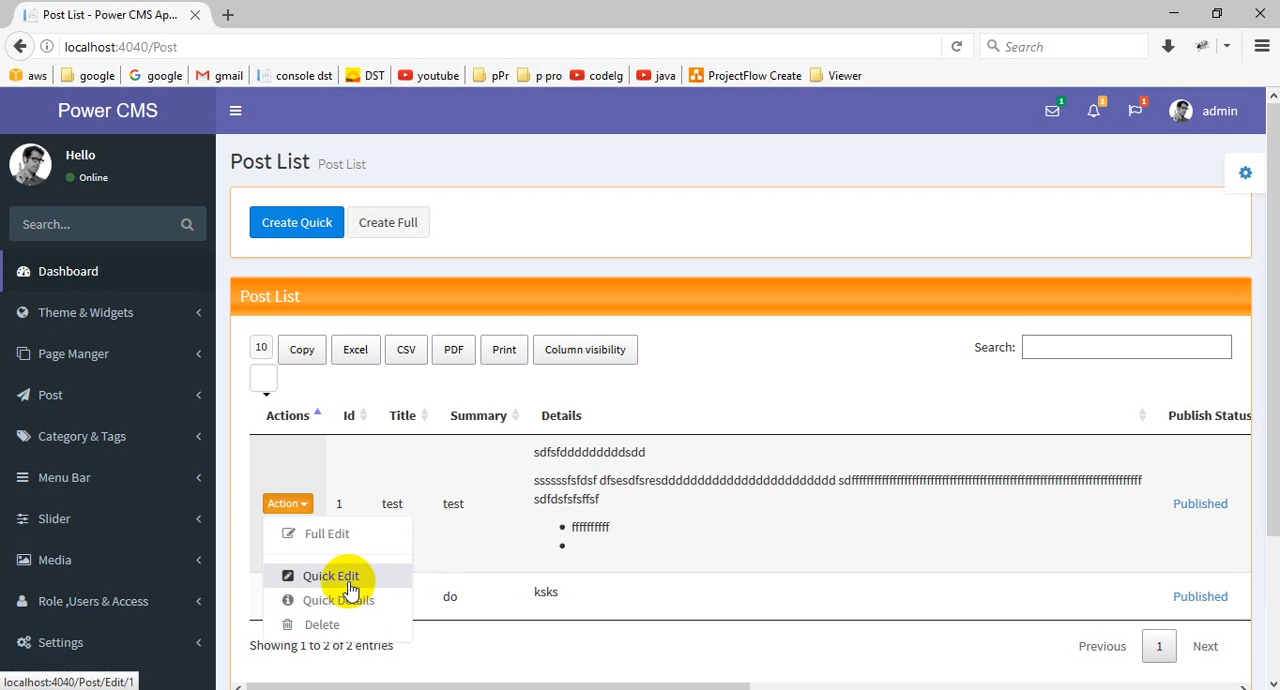 Post List - Power CMS Ap...
localhost:4040/Post
Search
aws google google gmail console dst DST youtube pPr p pro codelg java ProjectFlow Create Viewer
Power CMS
1 1 1 admin
Hello
Online
Search...
Dashboard
Theme & Widgets
Page Manger
Post
Category & Tags
Menu Bar
Slider
Media
Role ,Users & Access
Settings
localhost:4040/Post/Edit/1
Post List Post List
Create Quick Create Full
Post List
10 Copy Excel CSV PDF Print Column visibility Search:
Actions Id Title Summary Details Publish Status
sdfsfdddddddddsdd
Action 1 test test Published
sdfdsfsfsffsf
ffffffffff
Full Edit
Quick Edit
Quick Details
Delete
do ksks Published
Showing 1 to 2 of 2 entries
Previous 1 Next